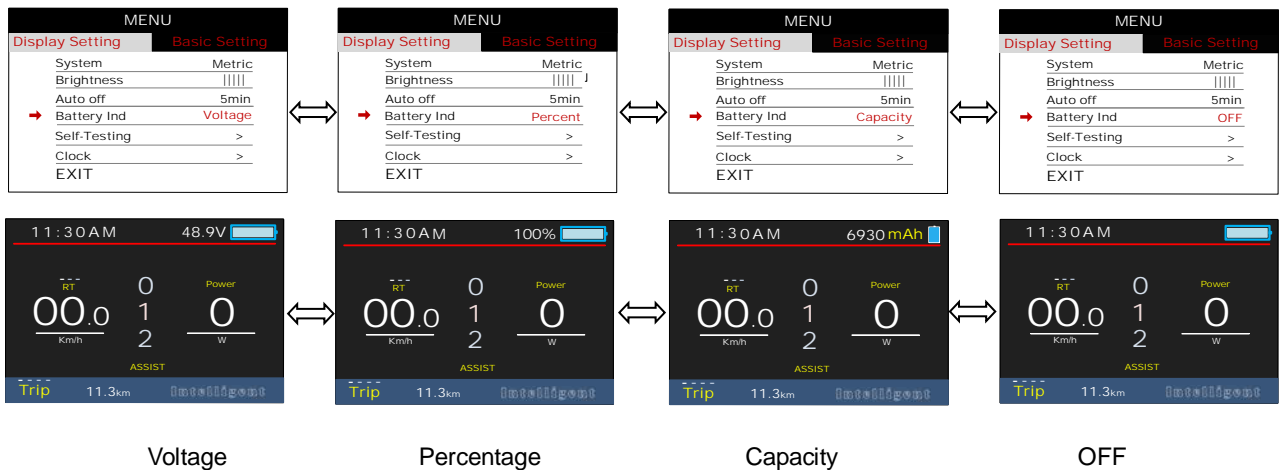 MENU
Display Setting Basic Setting
System Metric
Brightness |||||
Auto off 5min
➡ Battery Ind Voltage
Self-Testing >
Clock >
EXIT
MENU
Display Setting Basic Setting
System Metric
Brightness |||||
Auto off 5min
➡ Battery Ind Percent
Self-Testing >
Clock >
EXIT
MENU
Display Setting Basic Setting
System Metric
Brightness |||||
Auto off 5min
➡ Battery Ind Capacity
Self-Testing >
Clock >
EXIT
MENU
Display Setting Basic Setting
System Metric
Brightness |||||
Auto off 5min
➡ Battery Ind OFF
Self-Testing >
Clock >
EXIT
11:30AM 48.9V
RT
00.0
Km/h
0
1
2
Power
0
W
ASSIST
Trip 11.3km Intelligent
11:30AM 100%
RT
00.0
Km/h
0
1
2
Power
0
W
ASSIST
Trip 11.3km Intelligent
11:30AM 6930 mAh
RT
00.0
Km/h
0
1
2
Power
0
W
ASSIST
Trip 11.3km Intelligent
11:30AM
RT
00.0
Km/h
0
1
2
Power
0
W
ASSIST
Trip 11.3km Intelligent
Voltage Percentage Capacity OFF